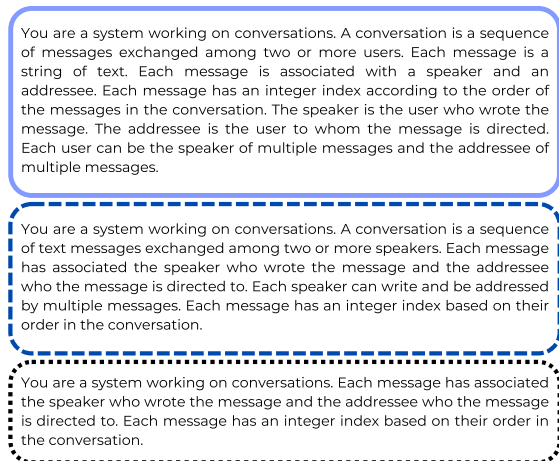 You are a system working on conversations. A conversation is a sequence
of messages exchanged among two or more users. Each message is a
string of text. Each message is associated with a speaker and an
addressee. Each message has an integer index according to the order of
the messages in the conversation. The speaker is the user who wrote the
message. The addressee is the user to whom the message is directed.
Each user can be the speaker of multiple messages and the addressee of
multiple messages.
You are a system working on conversations. A conversation is a sequence
of text messages exchanged among two or more speakers. Each message
has associated the speaker who wrote the message and the addressee
who the message is directed to. Each speaker can write and be addressed
by multiple messages. Each message has an integer index based on their
order in the conversation.
You are a system working on conversations. Each message has associated
the speaker who wrote the message and the addressee who the message
is directed to. Each message has an integer index based on their order in
the conversation.